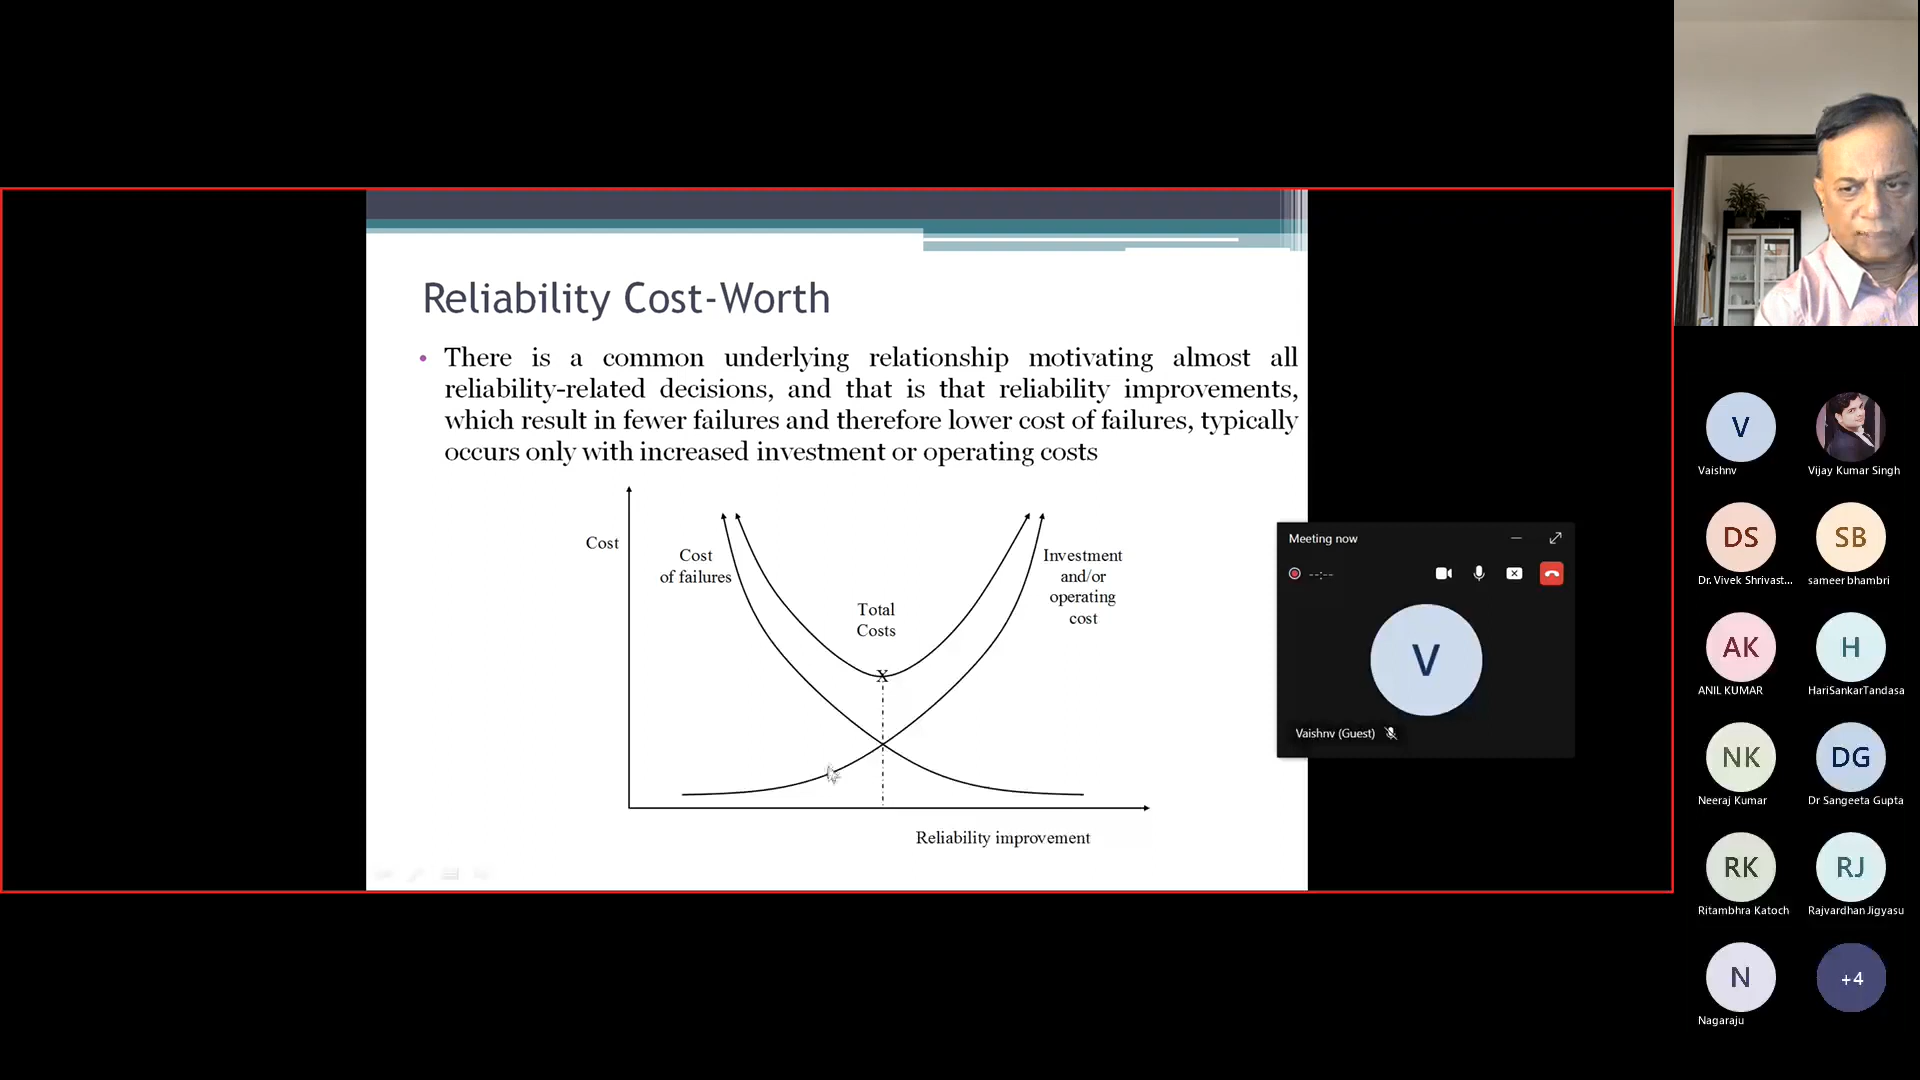 Reliability Cost-Worth
• There is a common underlying relationship motivating almost all
reliability-related decisions, and that is that reliability improvements,
which result in fewer failures and therefore lower cost of failures, typically
occurs only with increased investment or operating costs
Cost
Cost
of failures
Total
Costs
X
Investment
and/or
operating
cost
Reliability improvement
Meeting now
--:--
V
Vaishnv (Guest)
V
Vaishnv
Vijay Kumar Singh
DS
Dr. Vivek Shrivast...
SB
sameer bhambri
AK
ANIL KUMAR
H
HariSankarTandasa
NK
Neeraj Kumar
DG
Dr Sangeeta Gupta
RK
Ritambhra Katoch
RJ
Rajvardhan Jigyasu
N
Nagaraju
+4